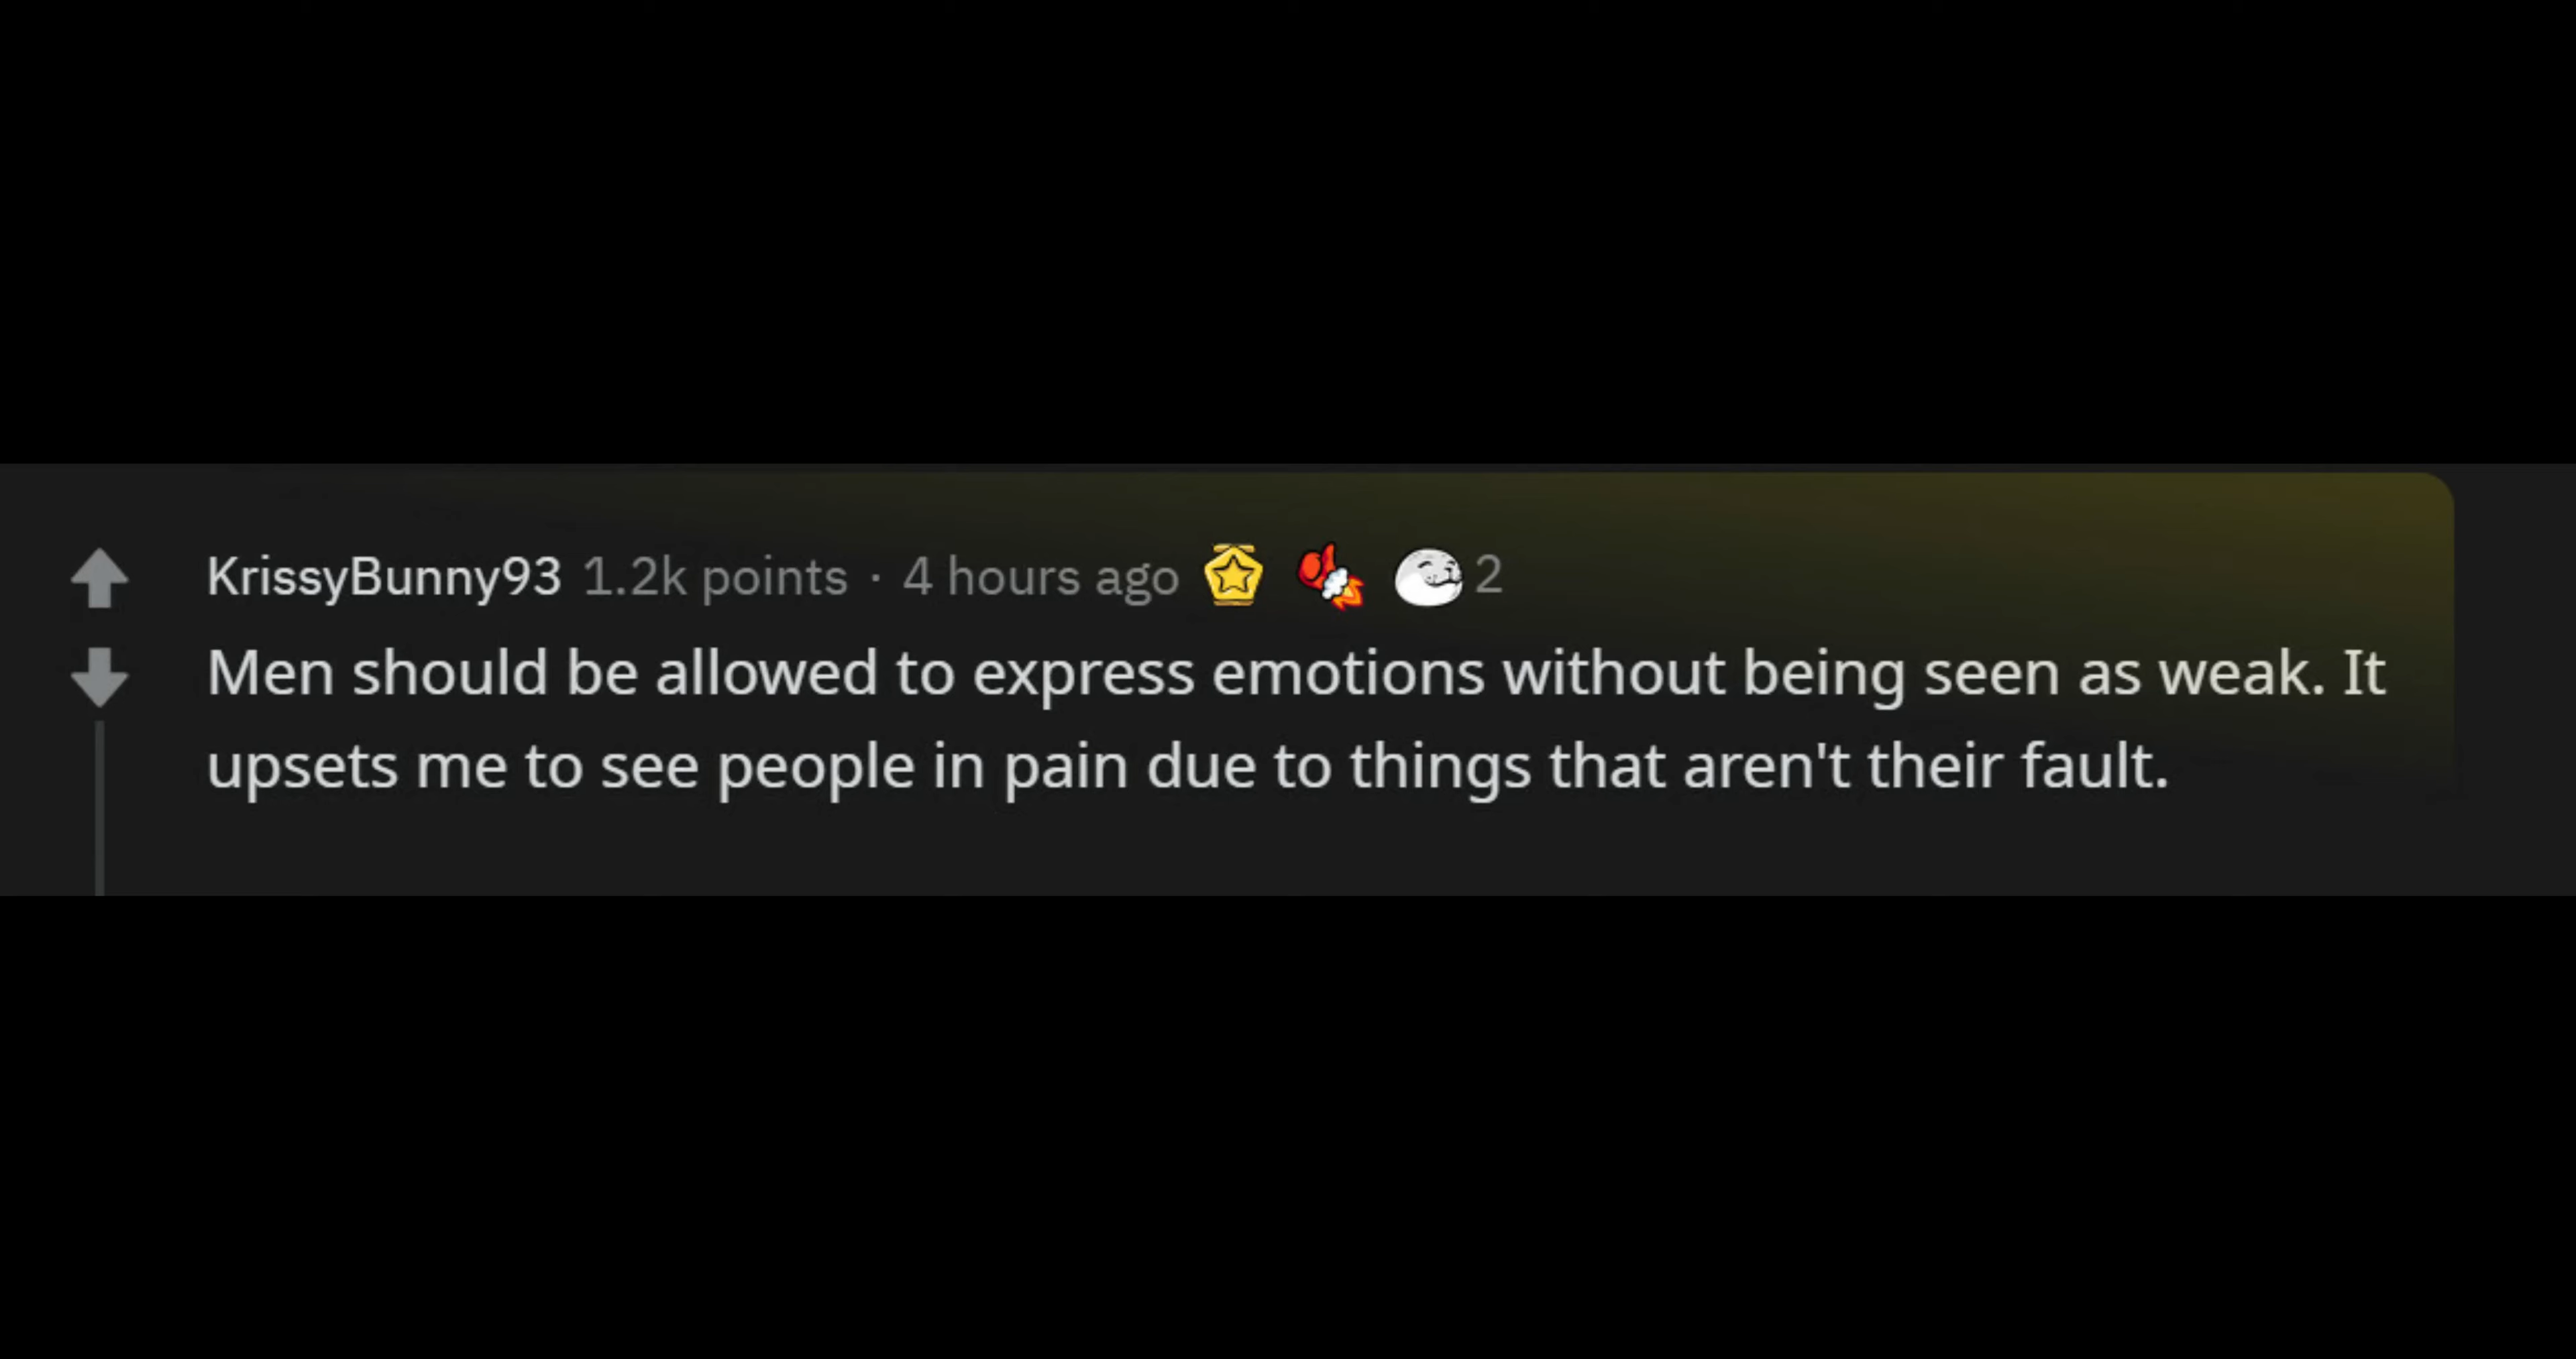 KrissyBunny93 1.2k points · 4 hours ago 2
Men should be allowed to express emotions without being seen as weak. It
upsets me to see people in pain due to things that aren't their fault.